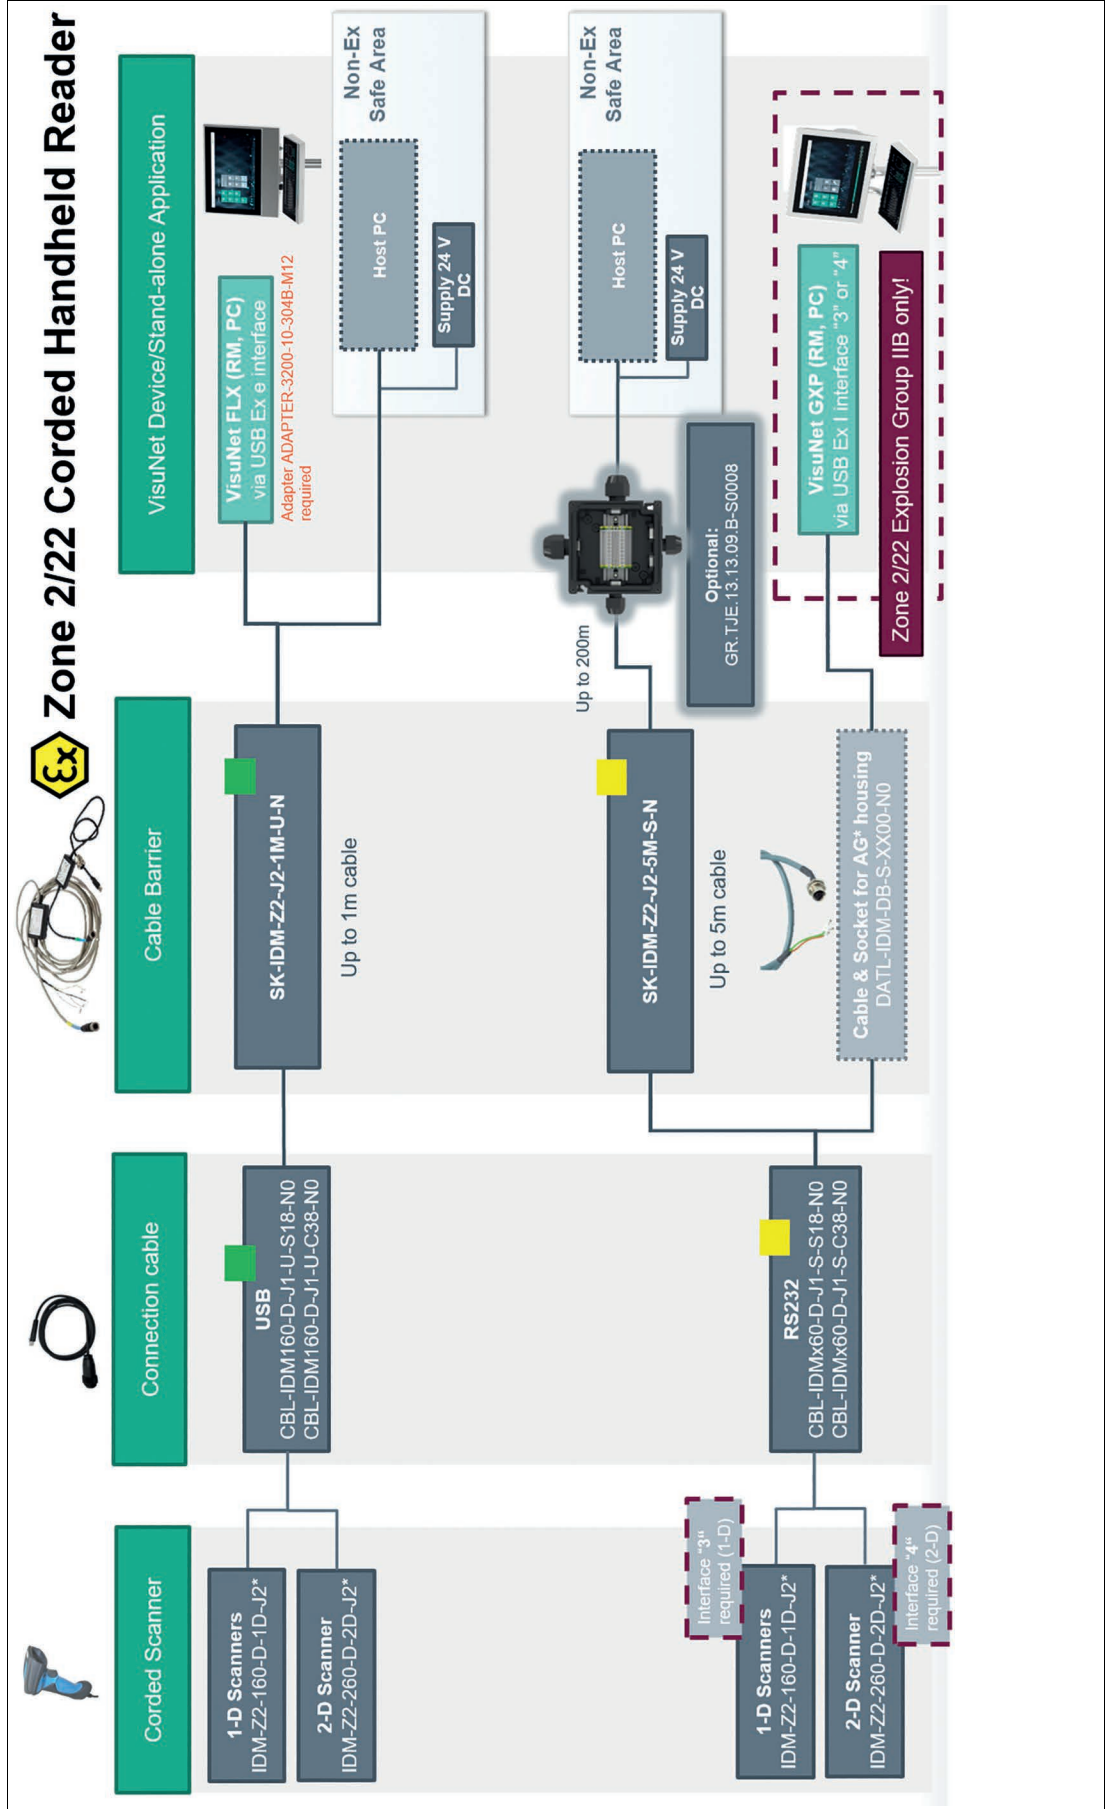 Zone 2/22 Corded Handheld Reader
Corded Scanner
Connection cable
Cable Barrier
VisuNet Device/Stand-alone Application
1-D Scanners
IDM-Z2-160-D-1D-J2*
2-D Scanner
IDM-Z2-260-D-2D-J2*
USB
CBL-IDM160-D-J1-U-S18-N0
CBL-IDM160-D-J1-U-C38-N0
SK-IDM-Z2-J2-1M-U-N
Up to 1m cable
VisuNet FLX (RM, PC)
via USB Ex e interface
Adapter ADAPTER-3200-10-304B-M12
required
Non-Ex
Safe Area
Host PC
Supply 24 V
DC
Interface "3"
required (1-D)
1-D Scanners
IDM-Z2-160-D-1D-J2*
2-D Scanner
IDM-Z2-260-D-2D-J2*
Interface "4"
required (2-D)
RS232
CBL-IDMx60-D-J1-S-S18-N0
CBL-IDMx60-D-J1-S-C38-N0
SK-IDM-Z2-J2-5M-S-N
Up to 5m cable
Cable & Socket for AG* housing
DATL-IDM-DB-S-XX00-N0
Up to 200m
Optional:
GR.TJE.13.13.09.B-S0008
Non-Ex
Safe Area
Host PC
Supply 24 V
DC
VisuNet GXP (RM, PC)
via USB Ex I interface "3" or "4"
Zone 2/22 Explosion Group IIB only!